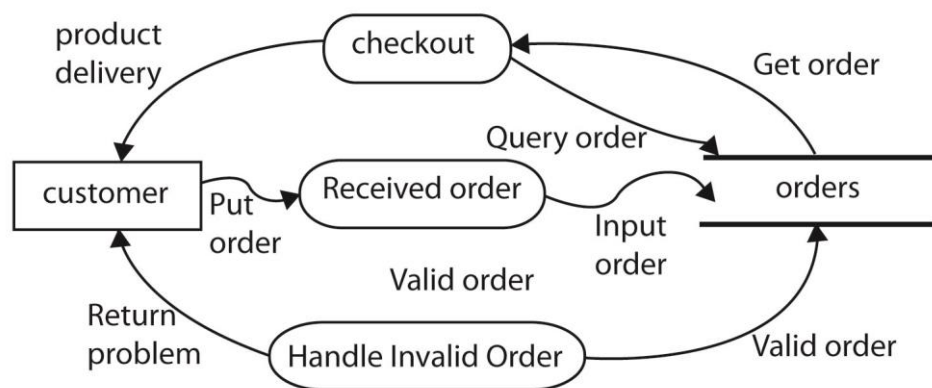 product
delivery
checkout
Get order
Query order
customer
Put
order
Received order
Input
order
orders
Valid order
Return
problem
Handle Invalid Order
Valid order